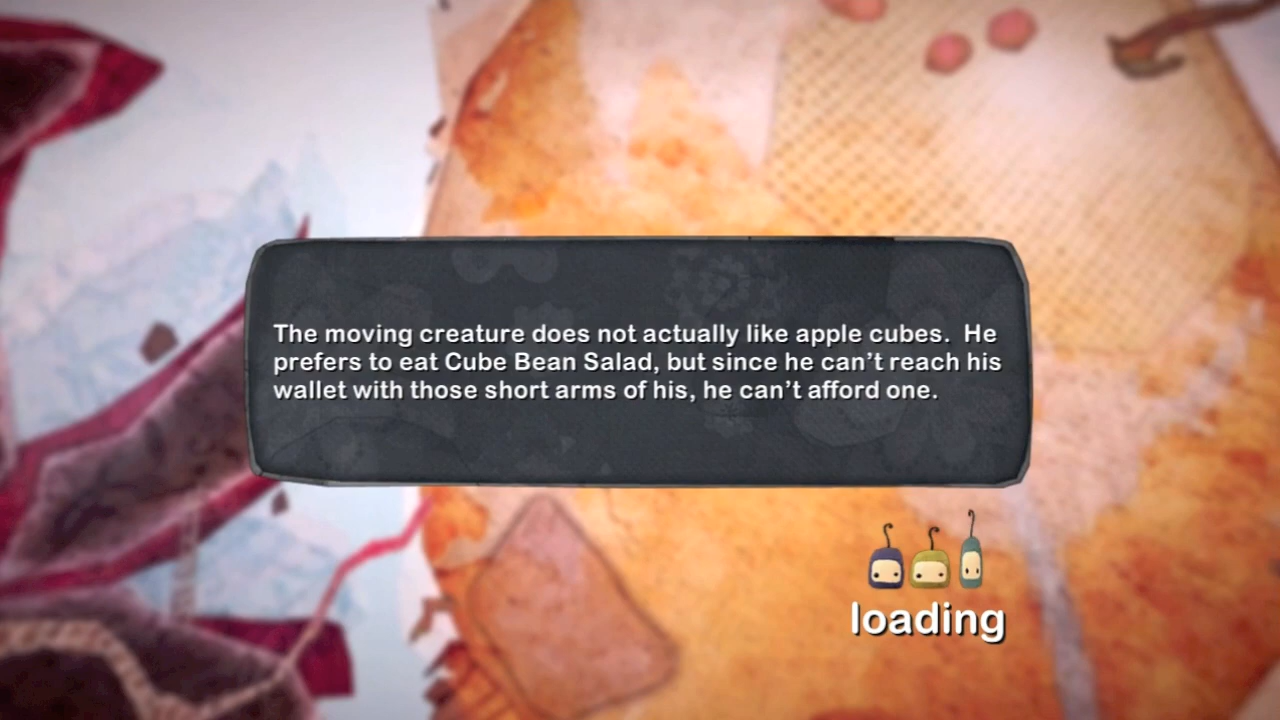 The moving creature does not actually like apple cubes.  He
prefers to eat Cube Bean Salad, but since he can’t reach his
wallet with those short arms of his, he can’t afford one.
loading